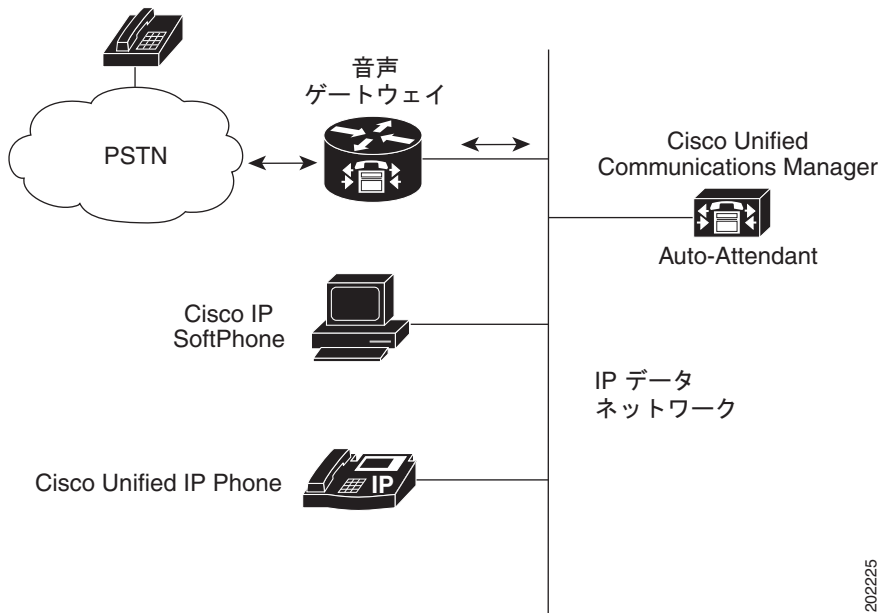 音声
ゲートウェイ
PSTN
Cisco Unified
Communications Manager
Auto-Attendant
Cisco IP
SoftPhone
IP データ
ネットワーク
Cisco Unified IP Phone
IP
202225